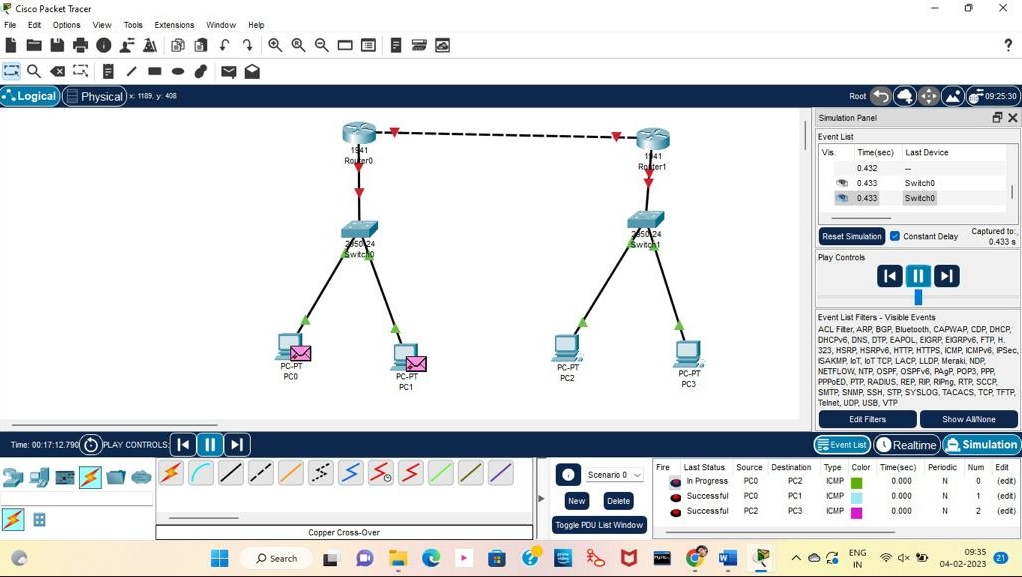 Cisco Packet Tracer
File Edit Options View Tools Extensions Window Help
Logical Physical x: 1189, y: 408 Root 09:25:30
1941
Router0
1941
Router1
2950-24
Switch0
2950-24
Switch1
PC-PT
PC0
PC-PT
PC1
PC-PT
PC2
PC-PT
PC3
Simulation Panel
Event List
Vis. Time(sec) Last Device
0.432 --
0.433 Switch0
0.433 Switch0
Reset Simulation Constant Delay Captured to:
0.433 s
Play Controls
Event List Filters - Visible Events
ACL Filter, ARP, BGP, Bluetooth, CAPWAP, CDP, DHCP,
DHCPv6, DNS, DTP, EAPOL, EIGRP, EIGRPv6, FTP, H.
323, HSRP, HSRPv6, HTTP, HTTPS, ICMP, ICMPv6, IPSec,
ISAKMP, IoT, IoT TCP, LACP, LLDP, Meraki, NDP,
NETFLOW, NTP, OSPF, OSPFv6, PAgP, POP3, PPP,
PPPoED, PTP, RADIUS, REP, RIP, RIPng, RTP, SCCP,
SMTP, SNMP, SSH, STP, SYSLOG, TACACS, TCP, TFTP,
Telnet, UDP, USB, VTP
Edit Filters Show All/None
Time: 00:17:12.790 PLAY CONTROLS: Event List Realtime Simulation
Copper Cross-Over
Scenario 0
New Delete
Toggle PDU List Window
Fire Last Status Source Destination Type Color Time(sec) Periodic Num Edit
In Progress PC0 PC2 ICMP 0.000 N 0 (edit)
Successful PC0 PC1 ICMP 0.000 N 1 (edit)
Successful PC2 PC3 ICMP 0.000 N 2 (edit)
Search
ENG
IN
09:35
04-02-2023
21